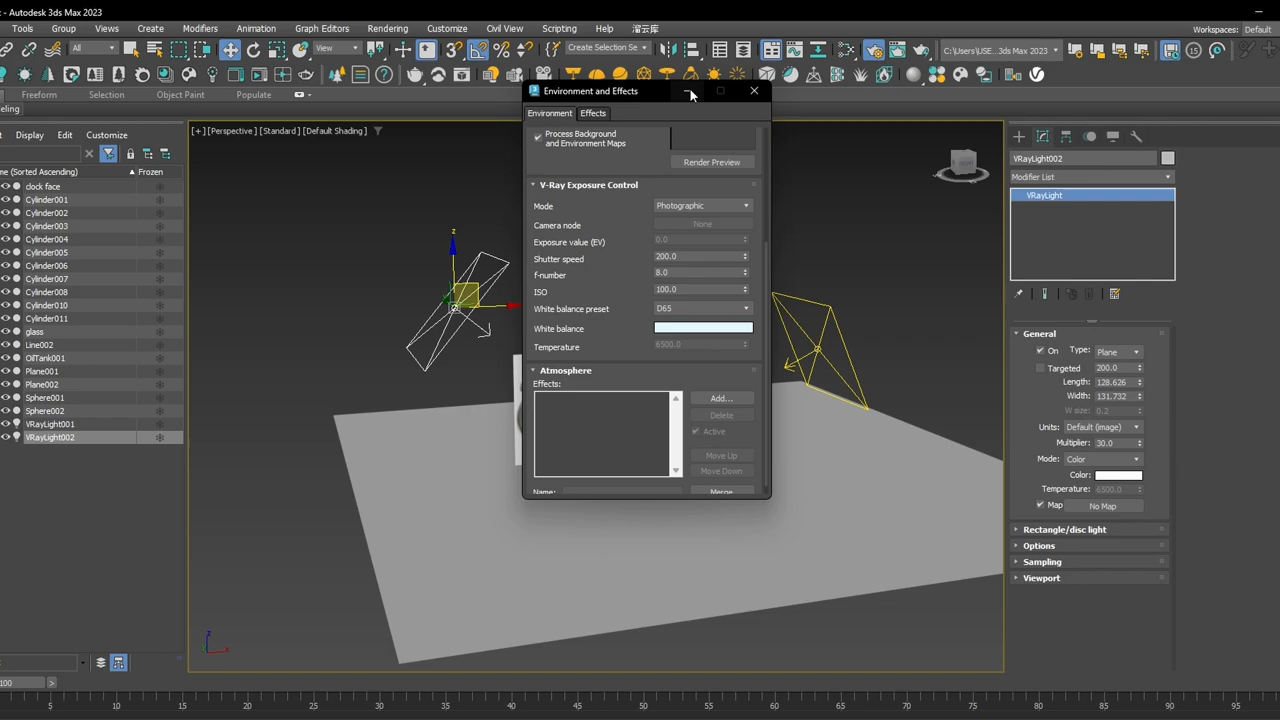 - Autodesk 3ds Max 2023
Tools Group Views Create Modifiers Animation Graph Editors Rendering Customize Civil View Scripting Help 溜云库
Workspaces: Default
All
View
Create Selection Se
C:\Users\USE...3ds Max 2023
Freeform Selection Object Paint Populate
deling
Display Edit Customize
me (Sorted Ascending) Frozen
clock face
Cylinder001
Cylinder002
Cylinder003
Cylinder004
Cylinder005
Cylinder006
Cylinder007
Cylinder008
Cylinder010
Cylinder011
glass
Line002
OilTank001
Plane001
Plane002
Sphere001
Sphere002
VRayLight001
VRayLight002
[+] [Perspective] [Standard] [Default Shading]
z
z
x
Environment and Effects
Environment Effects
Process Background
and Environment Maps
Render Preview
V-Ray Exposure Control
Mode Photographic
Camera node None
Exposure value (EV) 0.0
Shutter speed 200.0
f-number 8.0
ISO 100.0
White balance preset D65
White balance
Temperature 6500.0
Atmosphere
Effects:
Add...
Delete
Active
Move Up
Move Down
Name: Merge
VRayLight002
Modifier List
VRayLight
General
On Type: Plane
Targeted 200.0
Length: 128.626
Width: 131.732
W size: 0.2
Units: Default (image)
Multiplier: 30.0
Mode: Color
Color:
Temperature: 6500.0
Map No Map
Rectangle/disc light
Options
Sampling
Viewport
100 >
5 10 15 20 25 30 35 40 45 50 55 60 65 70 75 80 85 90 95